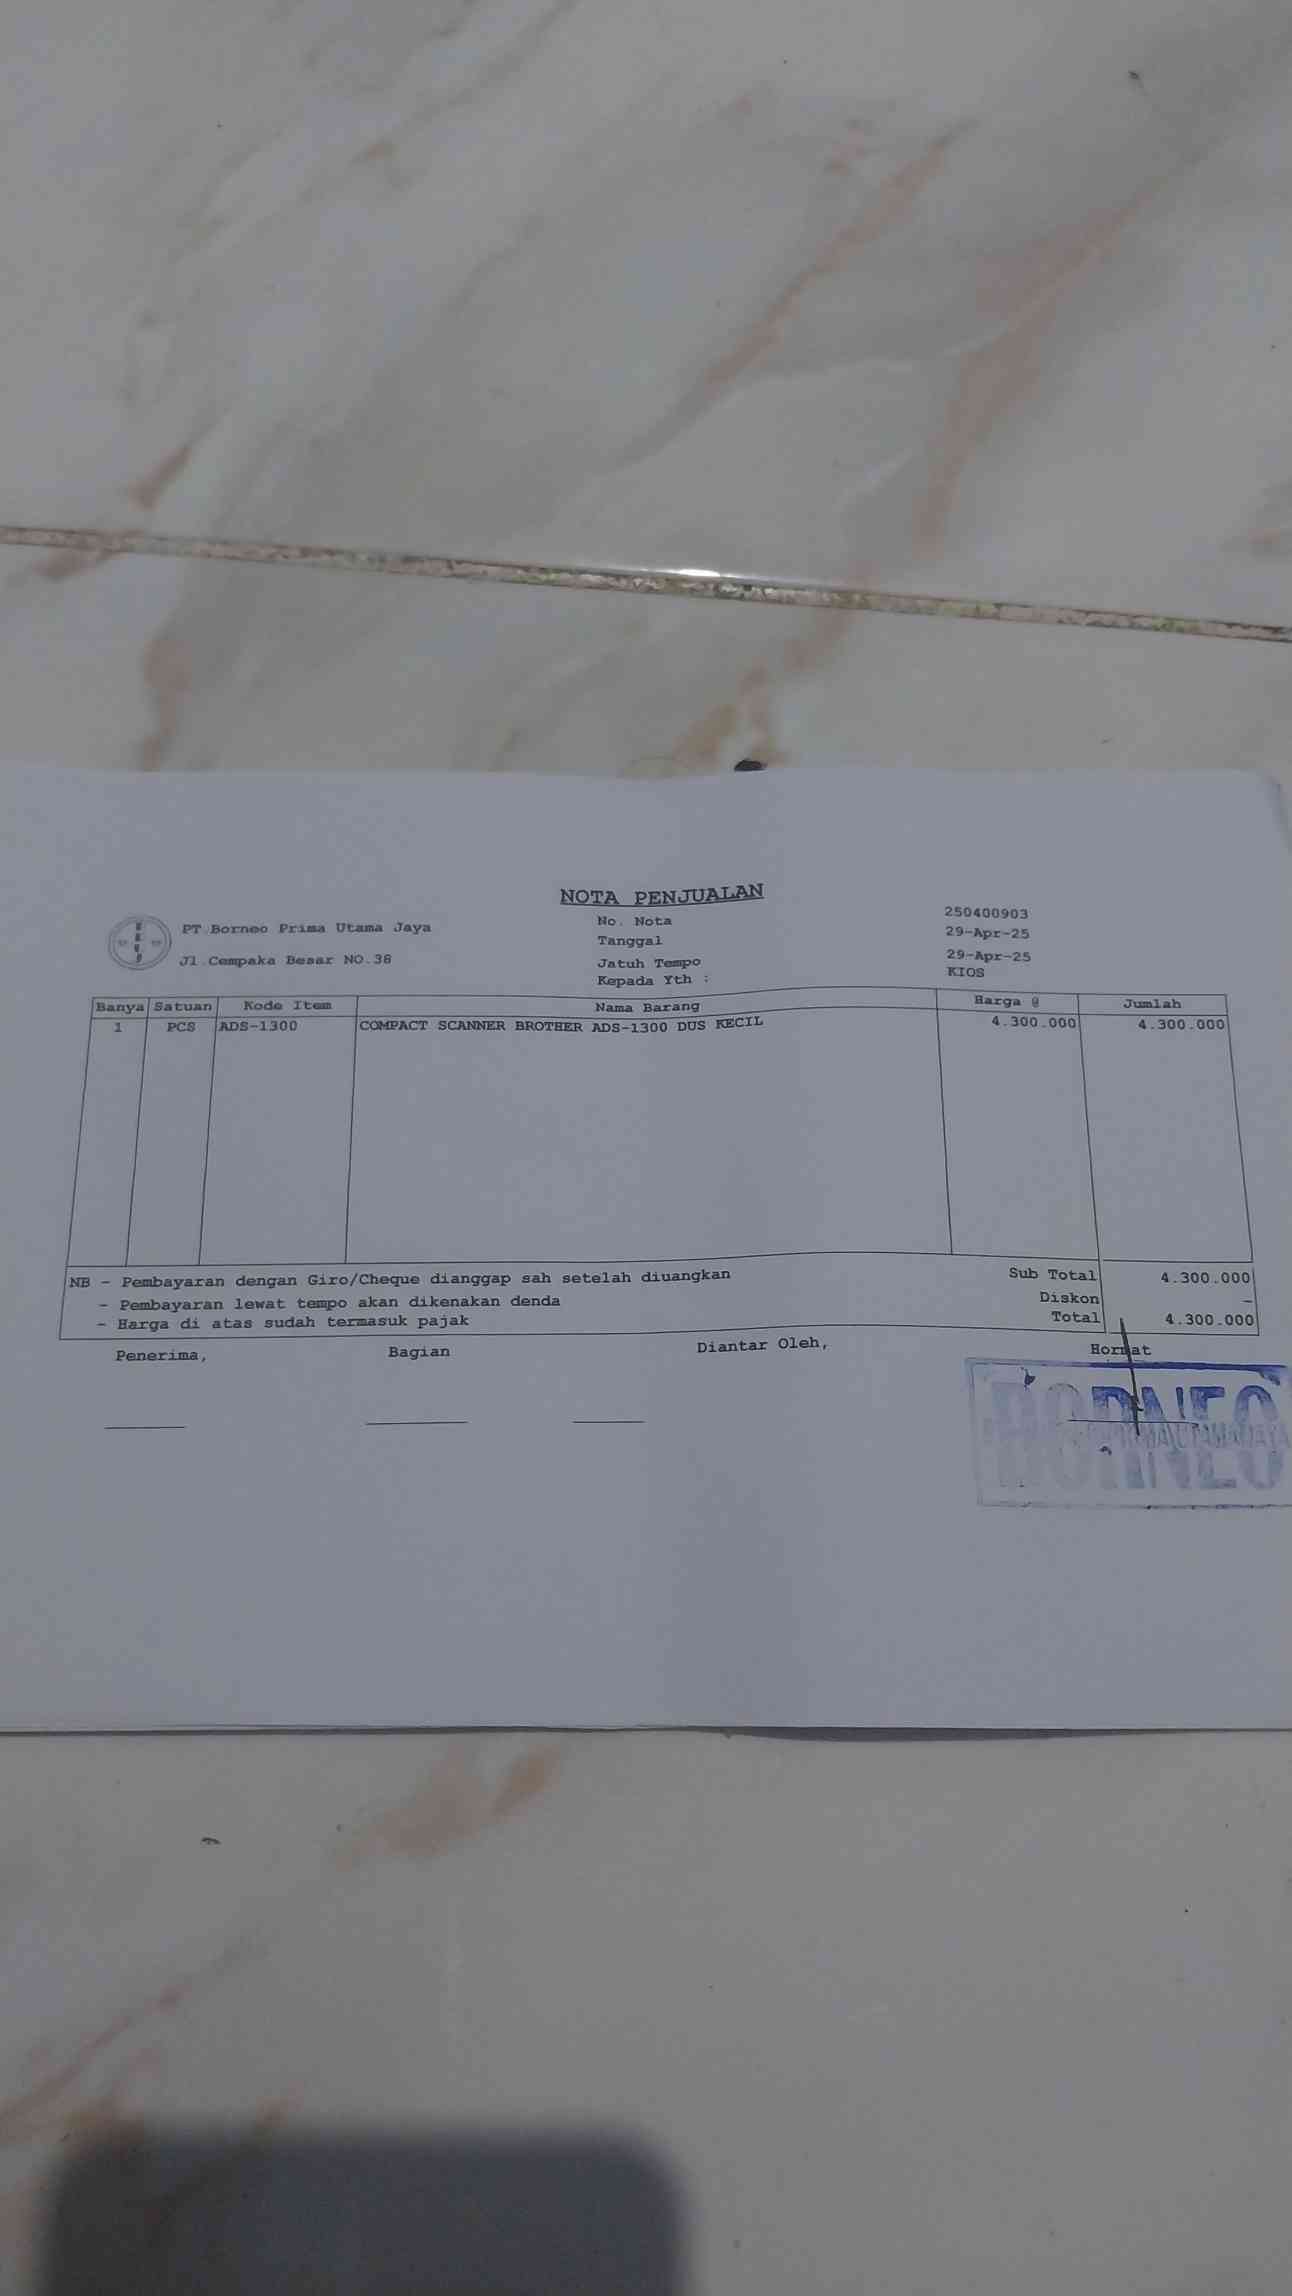 NOTA PENJUALAN
PT.Borneo Prima Utama Jaya
Jl.Cempaka Besar NO.38
No. Nota 250400903
Tanggal 29-Apr-25
Jatuh Tempo 29-Apr-25
Kepada Yth : KIOS
Banya Satuan Kode Item Nama Barang Harga @ Jumlah
1 PCS ADS-1300 COMPACT SCANNER BROTHER ADS-1300 DUS KECIL 4.300.000 4.300.000
NB - Pembayaran dengan Giro/Cheque dianggap sah setelah diuangkan Sub Total 4.300.000
- Pembayaran lewat tempo akan dikenakan denda Diskon -
- Harga di atas sudah termasuk pajak Total 4.300.000
Penerima, Bagian Diantar Oleh, Hormat
BORNEO